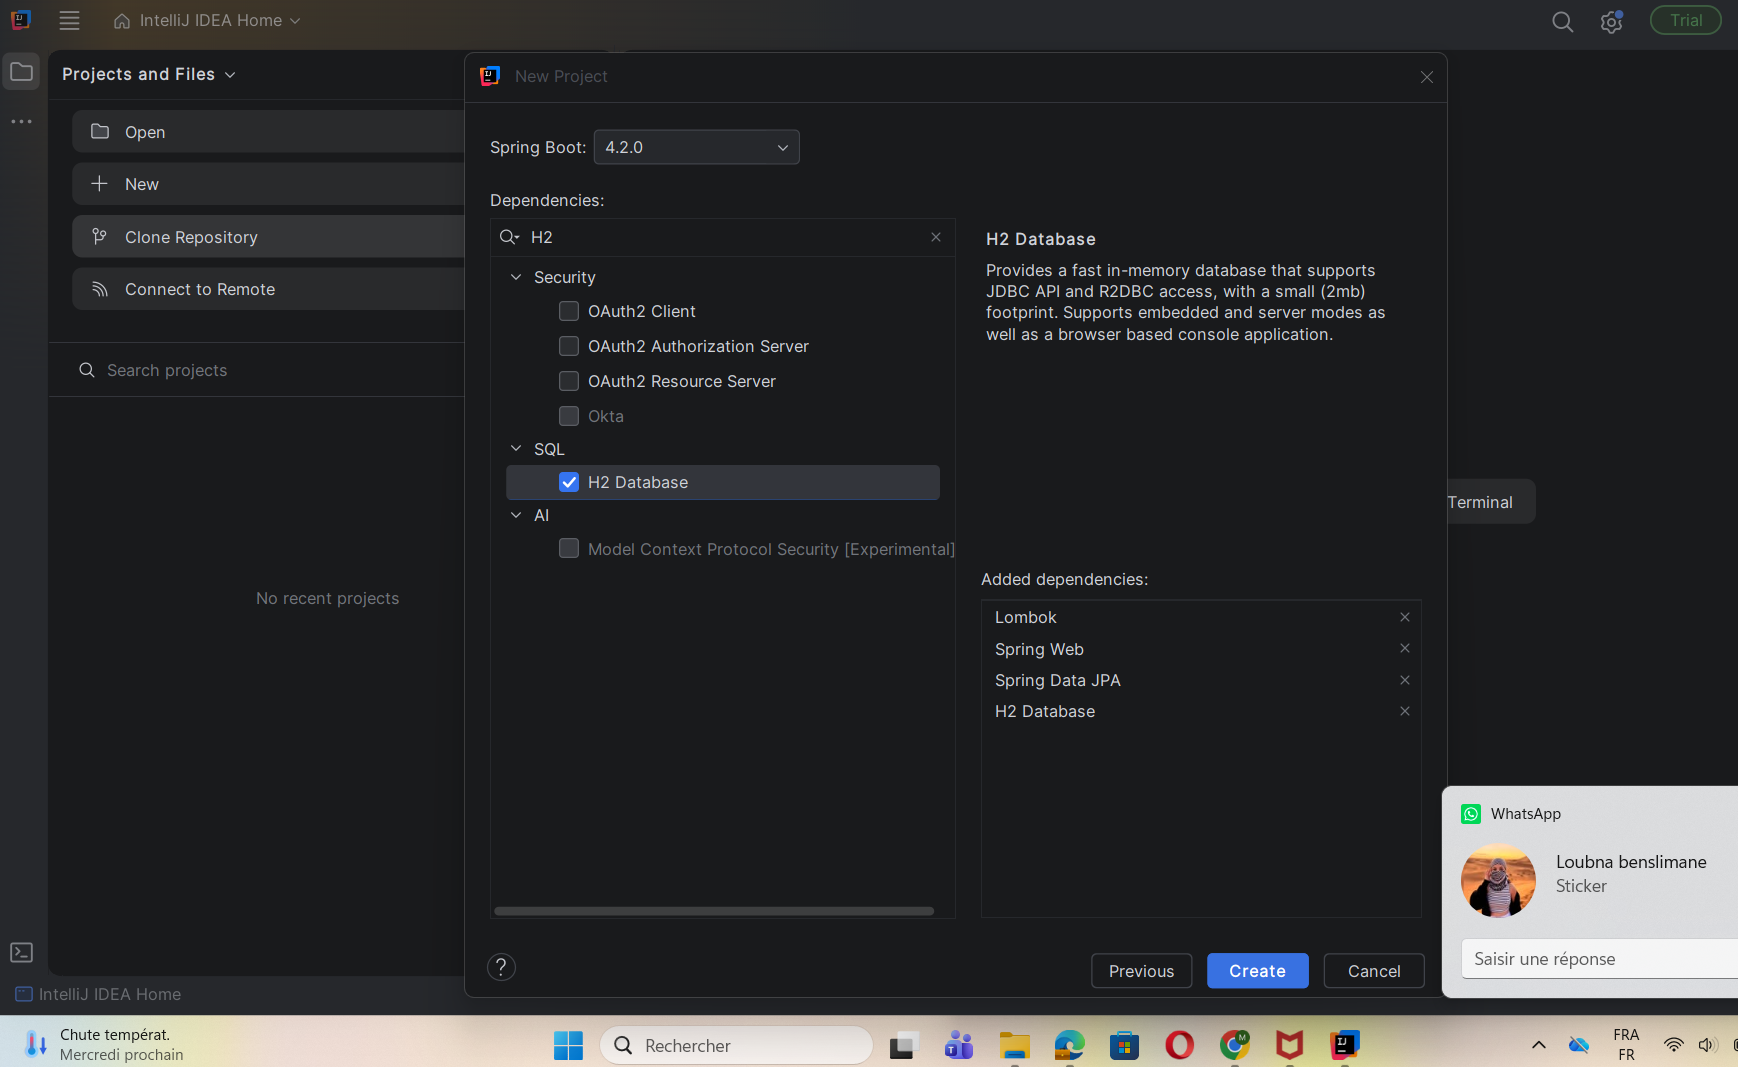 IntelliJ IDEA Home
Trial
Projects and Files
Open
New
Clone Repository
Connect to Remote
Search projects
No recent projects
New Project
Spring Boot: 4.2.0
Dependencies:
H2
Security
OAuth2 Client
OAuth2 Authorization Server
OAuth2 Resource Server
Okta
SQL
H2 Database
AI
Model Context Protocol Security [Experimental]
H2 Database
Provides a fast in-memory database that supports
JDBC API and R2DBC access, with a small (2mb)
footprint. Supports embedded and server modes as
well as a browser based console application.
Added dependencies:
Lombok
Spring Web
Spring Data JPA
H2 Database
?
Previous
Create
Cancel
Terminal
WhatsApp
Loubna benslimane
Sticker
Saisir une réponse
IntelliJ IDEA Home
Chute températ.
Mercredi prochain
Rechercher
FRA
FR